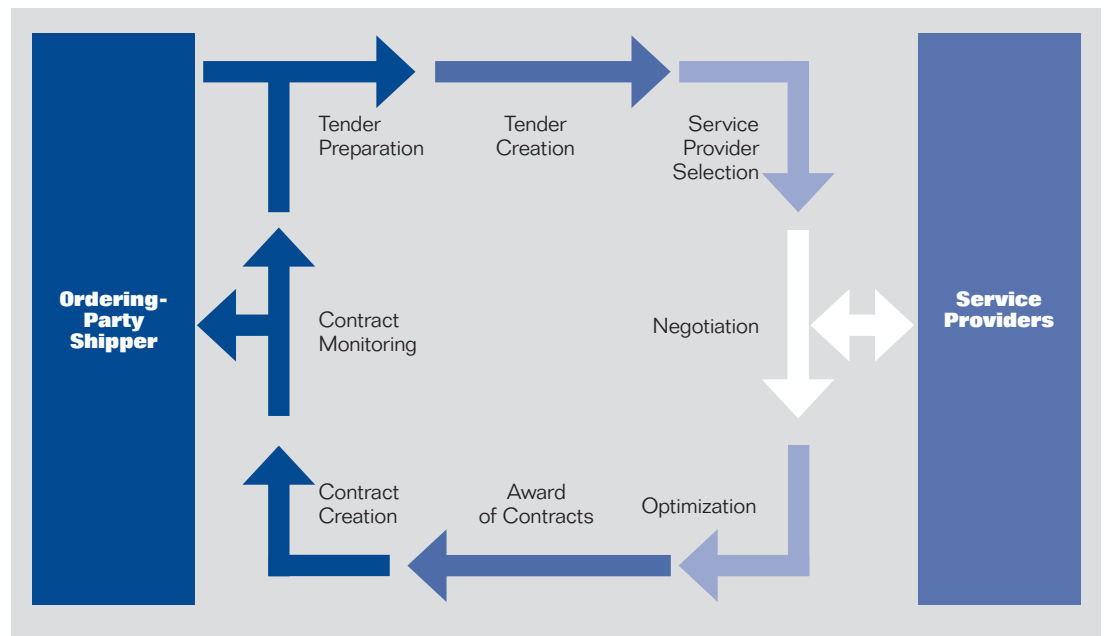 Tender
Preparation
Tender
Creation
Service
Provider
Selection
Ordering-
Party
Shipper
Contract
Monitoring
Negotiation
Service
Providers
Contract
Creation
Award
of Contracts
Optimization